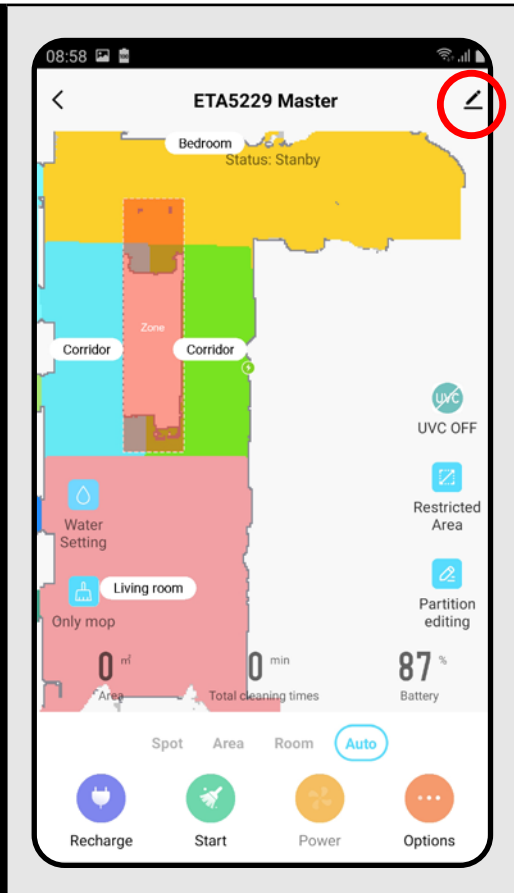 08:58
ETA5229 Master
Bedroom
Status: Stanby
Zone
Corridor
Corridor
UVC
UVC OFF
Restricted
Area
Water
Setting
Living room
Only mop
Partition
editing
0 ㎡
0 min
87 %
Area
Total cleaning times
Battery
Spot
Area
Room
Auto
Recharge
Start
Power
Options